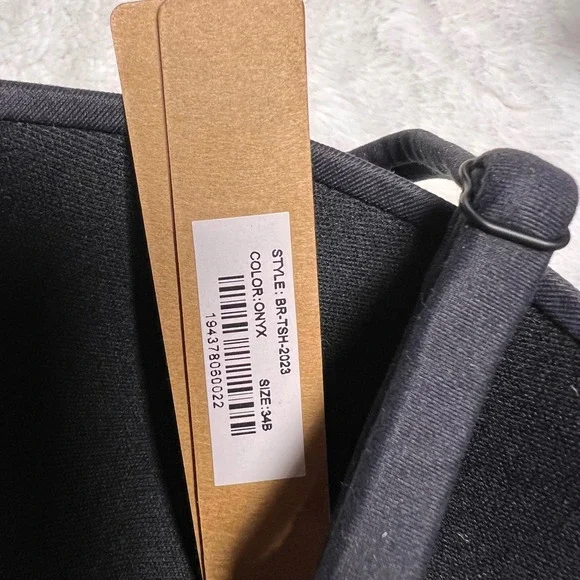 STYLE: BR-TSH-2023
COLOR:ONYX SIZE:34B
194378060022